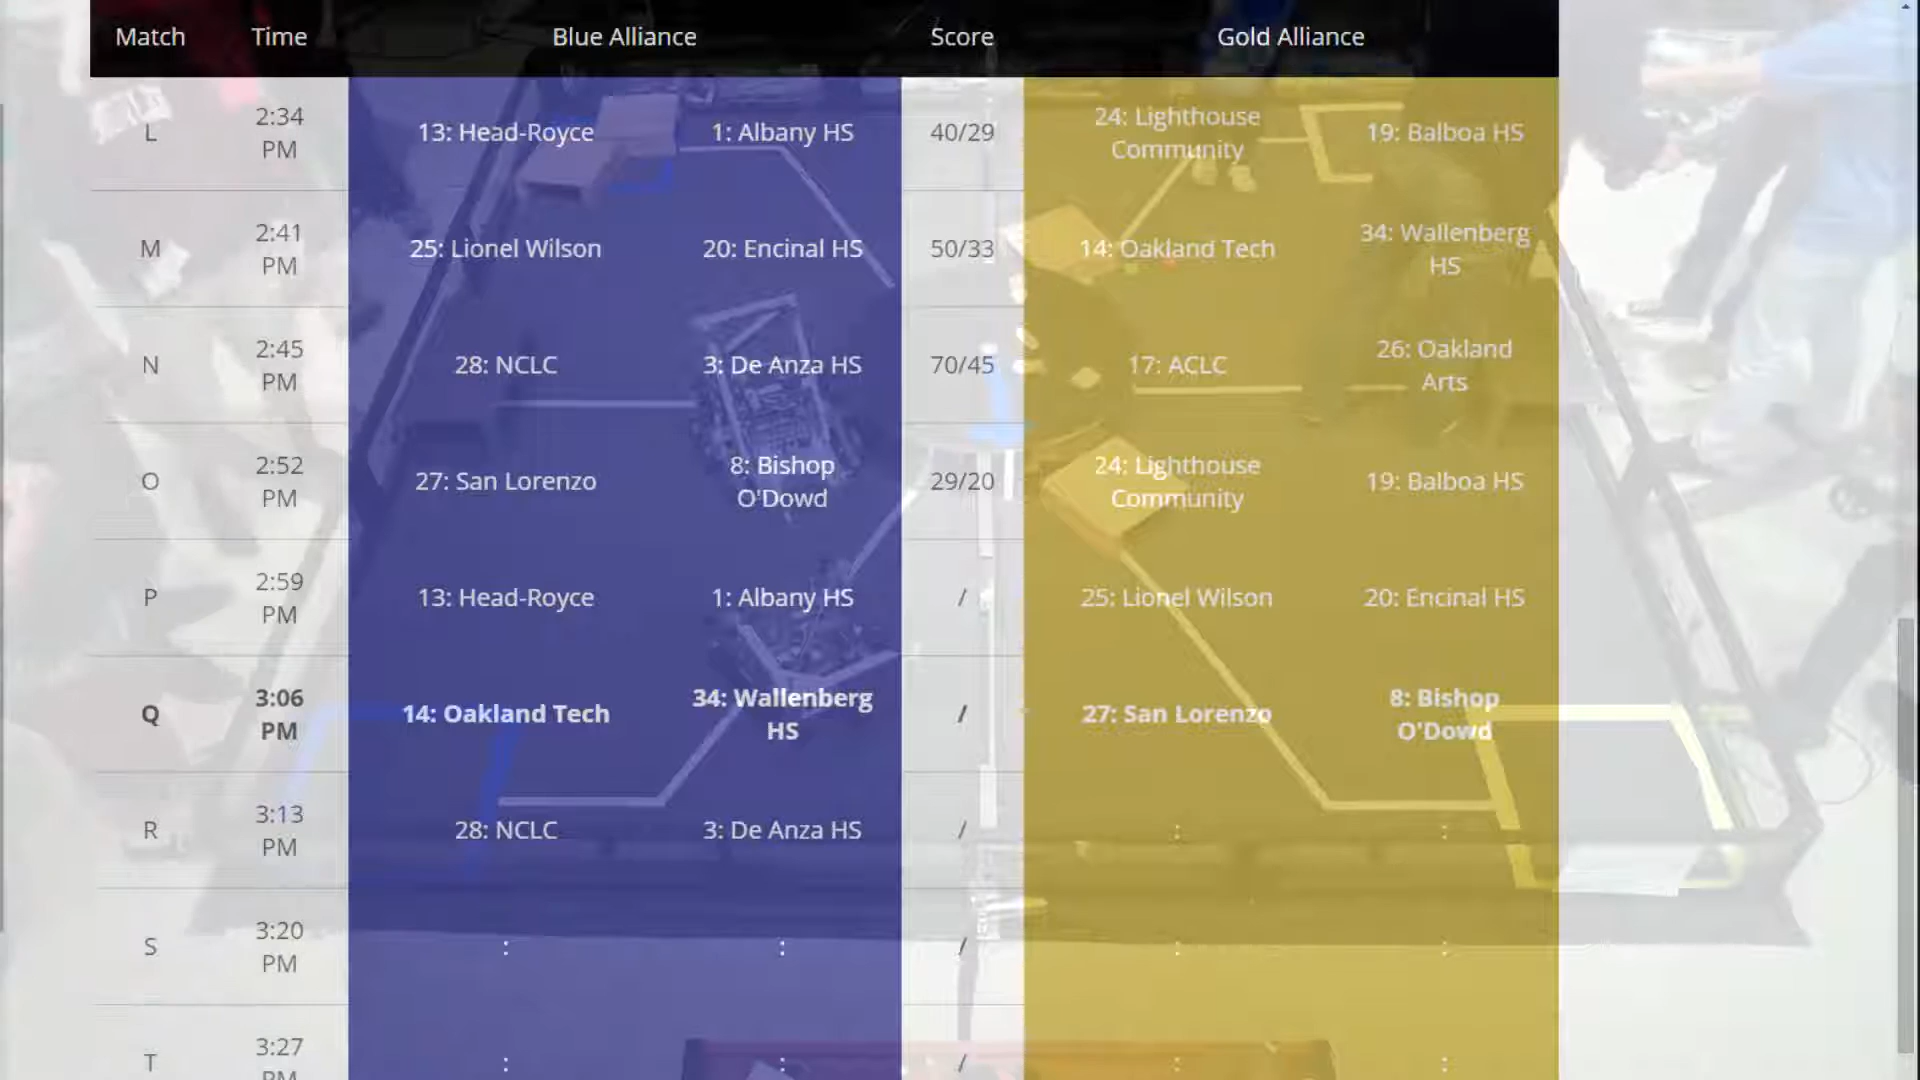 Match Time Blue Alliance Score Gold Alliance
L 2:34 PM 13: Head-Royce 1: Albany HS 40/29 24: Lighthouse Community 19: Balboa HS
M 2:41 PM 25: Lionel Wilson 20: Encinal HS 50/33 14: Oakland Tech 34: Wallenberg HS
N 2:45 PM 28: NCLC 3: De Anza HS 70/45 17: ACLC 26: Oakland Arts
O 2:52 PM 27: San Lorenzo 8: Bishop O'Dowd 29/20 24: Lighthouse Community 19: Balboa HS
P 2:59 PM 13: Head-Royce 1: Albany HS / 25: Lionel Wilson 20: Encinal HS
Q 3:06 PM 14: Oakland Tech 34: Wallenberg HS / 27: San Lorenzo 8: Bishop O'Dowd
R 3:13 PM 28: NCLC 3: De Anza HS / : :
S 3:20 PM : : / : :
T 3:27 PM : : / : :